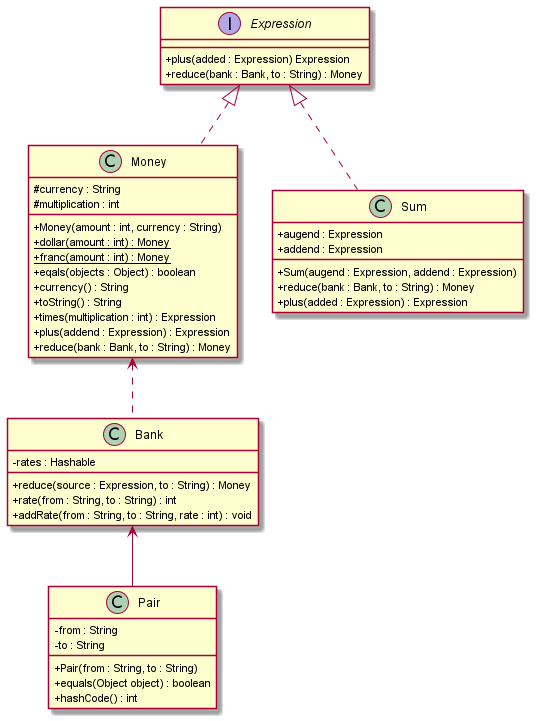 I Expression
+plus(added : Expression) Expression
+reduce(bank : Bank, to : String) : Money
C Money
#currency : String
#multiplication : int
+Money(amount : int, currency : String)
+dollar(amount : int) : Money
+franc(amount : int) : Money
+eqals(objects : Object) : boolean
+currency() : String
+toString() : String
+times(multiplication : int) : Expression
+plus(addend : Expression) : Expression
+reduce(bank : Bank, to : String) : Money
C Sum
+augend : Expression
+addend : Expression
+Sum(augend : Expression, addend : Expression)
+reduce(bank : Bank, to : String) : Money
+plus(added : Expression) : Expression
C Bank
-rates : Hashable
+reduce(source : Expression, to : String) : Money
+rate(from : String, to : String) : int
+addRate(from : String, to : String, rate : int) : void
C Pair
-from : String
-to : String
+Pair(from : String, to : String)
+equals(Object object) : boolean
+hashCode() : int